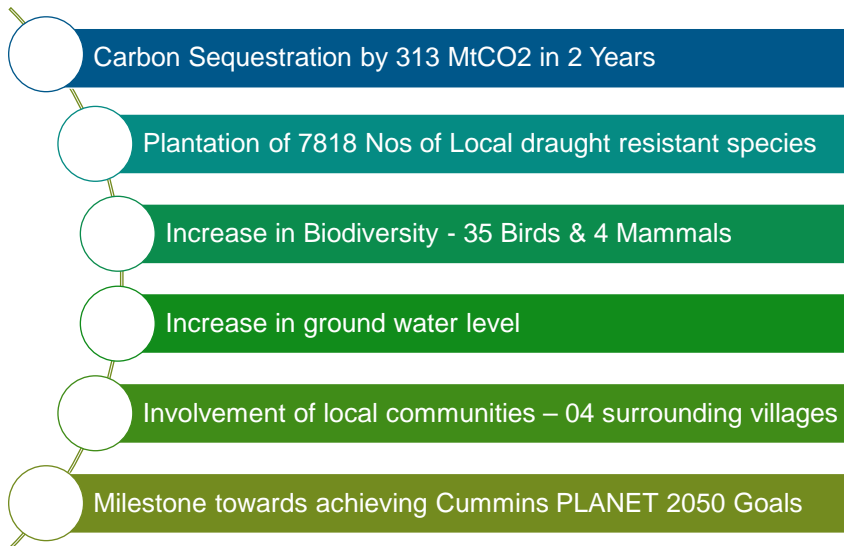 Carbon Sequestration by 313 MtCO2 in 2 Years
Plantation of 7818 Nos of Local draught resistant species
Increase in Biodiversity - 35 Birds & 4 Mammals
Increase in ground water level
Involvement of local communities – 04 surrounding villages
Milestone towards achieving Cummins PLANET 2050 Goals